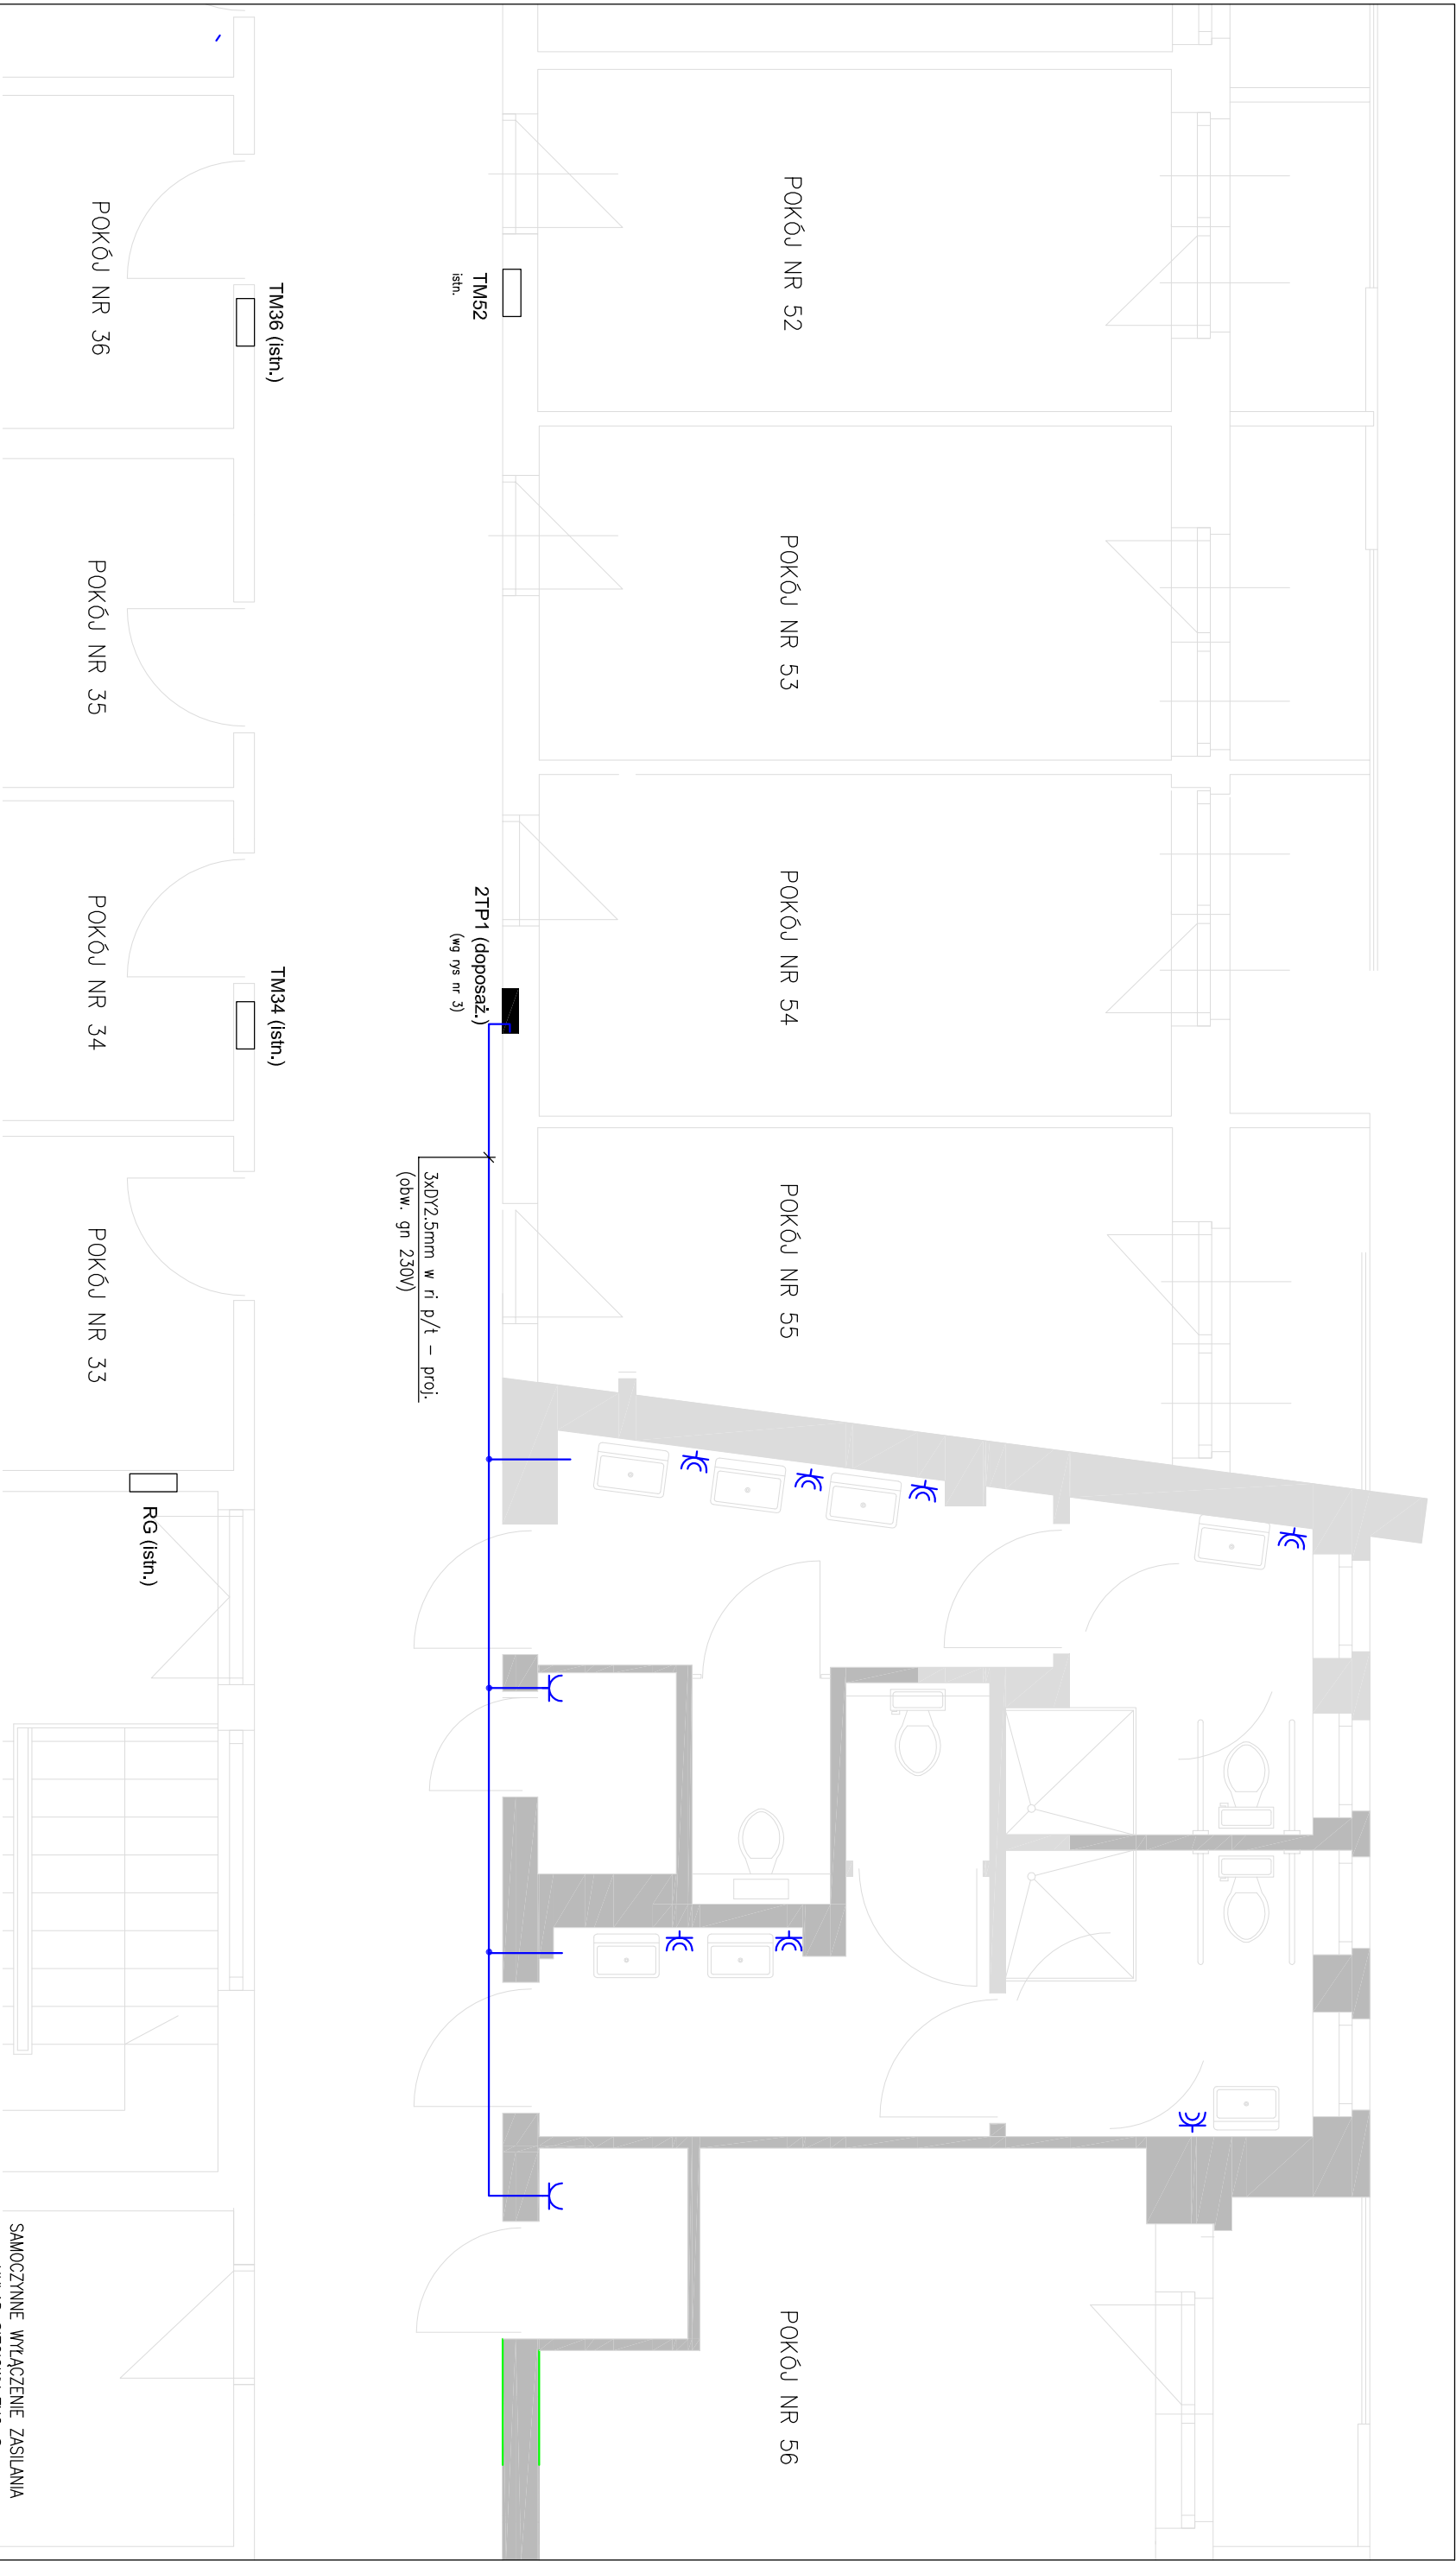 POKÓJ NR 52
POKÓJ NR 53
POKÓJ NR 54
POKÓJ NR 55
POKÓJ NR 56
TM52
istn.
2TP1 (doposaż.)
(wg rys nr 3)
3xDY2.5mm w ri p/t – proj.
(obw. gn 230V)
TM36 (istn.)
TM34 (istn.)
RG (istn.)
POKÓJ NR 36
POKÓJ NR 35
POKÓJ NR 34
POKÓJ NR 33
SAMOCZYNNE WYŁĄCZENIE ZASILANIA